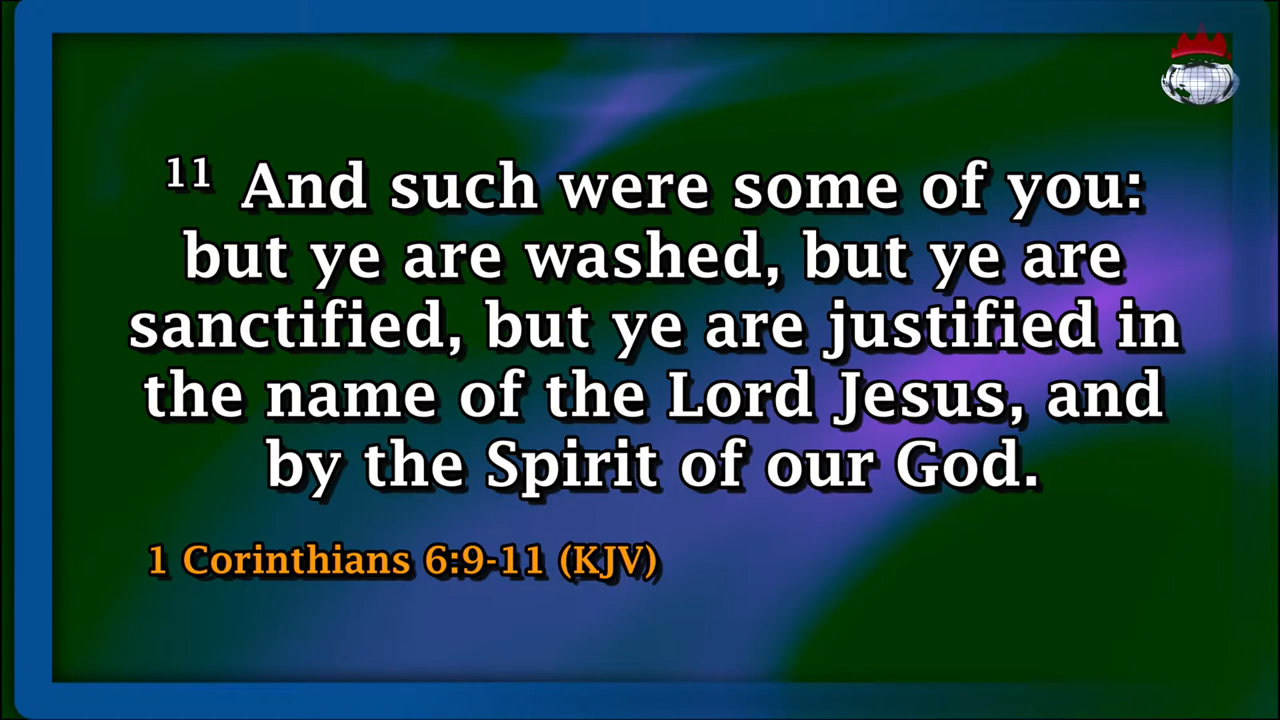 11 And such were some of you:
but ye are washed, but ye are
sanctified, but ye are justified in
the name of the Lord Jesus, and
by the Spirit of our God.
1 Corinthians 6:9-11 (KJV)